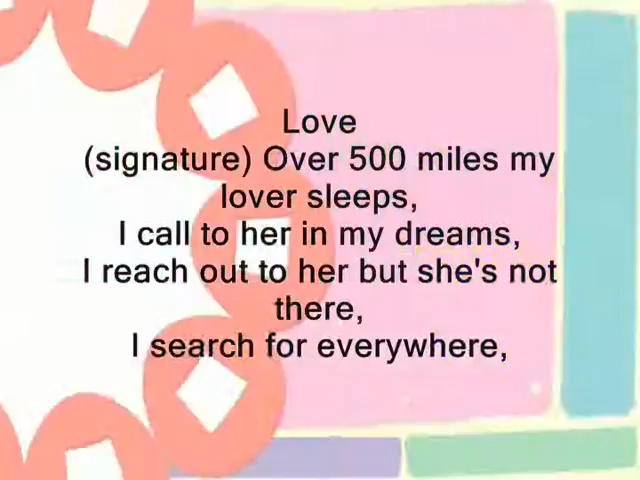 Love
(signature) Over 500 miles my
lover sleeps,
I call to her in my dreams,
I reach out to her but she's not
there,
I search for everywhere,